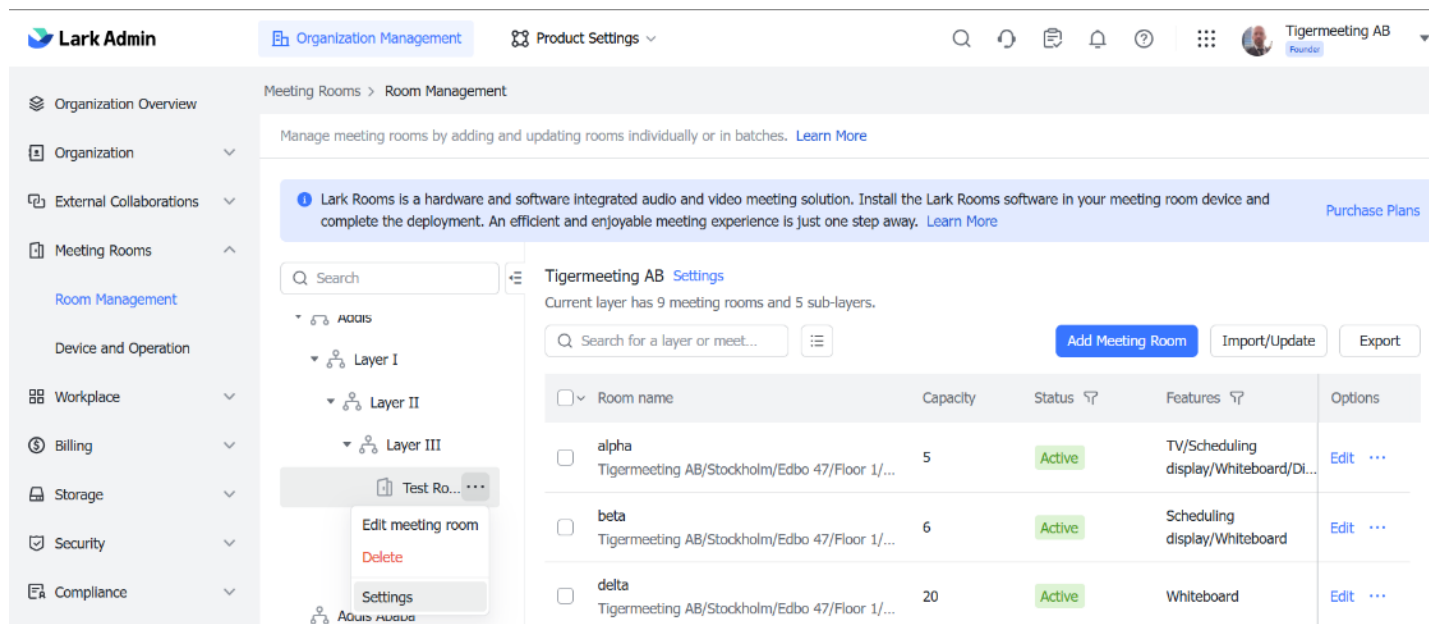 Lark Admin
Organization Management
Product Settings
Tigermeeting AB
Founder
Organization Overview
Organization
External Collaborations
Meeting Rooms
Room Management
Device and Operation
Workplace
Billing
Storage
Security
Compliance
Meeting Rooms > Room Management
Manage meeting rooms by adding and updating rooms individually or in batches. Learn More
Lark Rooms is a hardware and software integrated audio and video meeting solution. Install the Lark Rooms software in your meeting room device and
complete the deployment. An efficient and enjoyable meeting experience is just one step away. Learn More
Purchase Plans
Search
Addis
Layer I
Layer II
Layer III
Test Ro... ···
Edit meeting room
Delete
Settings
Addis Ababa
Tigermeeting AB Settings
Current layer has 9 meeting rooms and 5 sub-layers.
Search for a layer or meet...
Add Meeting Room
Import/Update
Export
Room name Capacity Status Features Options
alpha
Tigermeeting AB/Stockholm/Edbo 47/Floor 1/...
5
Active
TV/Scheduling
display/Whiteboard/Di...
Edit ···
beta
Tigermeeting AB/Stockholm/Edbo 47/Floor 1/...
6
Active
Scheduling
display/Whiteboard
Edit ···
delta
Tigermeeting AB/Stockholm/Edbo 47/Floor 1/...
20
Active
Whiteboard
Edit ···